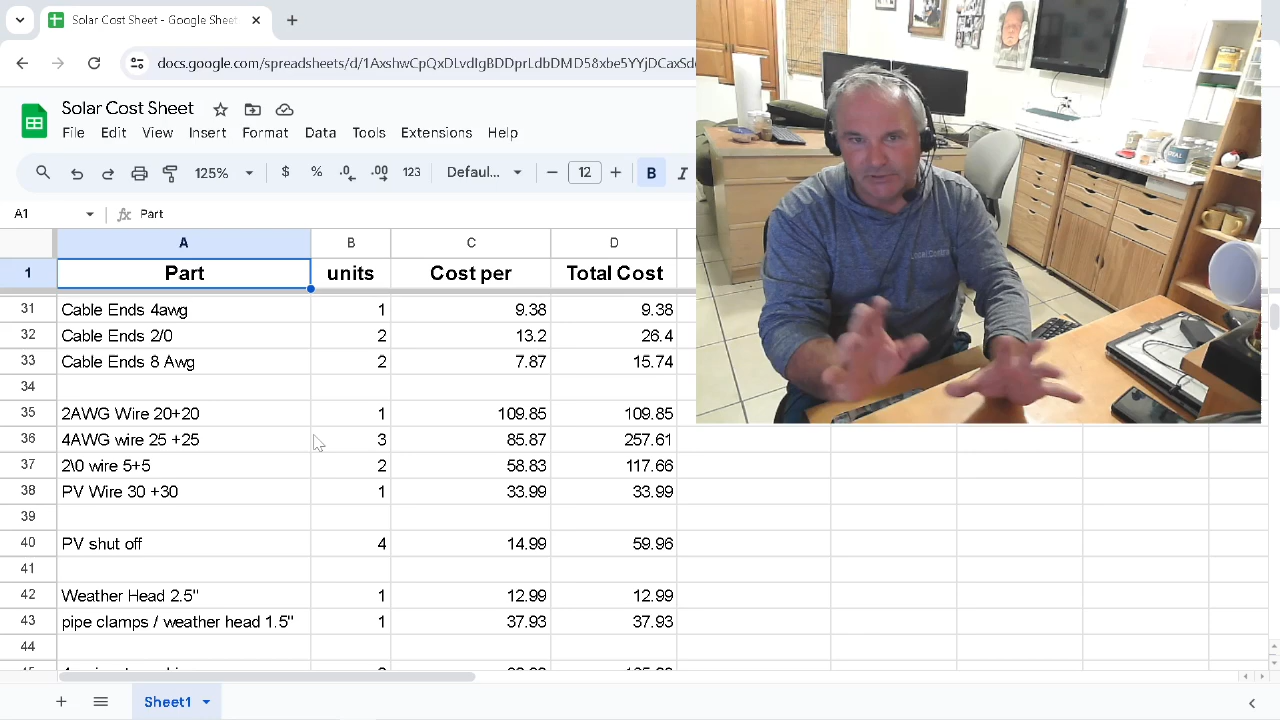 Solar Cost Sheet - Google Sheet
docs.google.com/spreadsheets/d/
Solar Cost Sheet
File Edit View Insert Format Data Tools Extensions Help
125% $ % .0 .00 123 Defaul... 12 B I
A1 fx Part
A B C D
1 Part units Cost per Total Cost
31 Cable Ends 4awg 1 9.38 9.38
32 Cable Ends 2/0 2 13.2 26.4
33 Cable Ends 8 Awg 2 7.87 15.74
34
35 2AWG Wire 20+20 1 109.85 109.85
36 4AWG wire 25 +25 3 85.87 257.61
37 2\0 wire 5+5 2 58.83 117.66
38 PV Wire 30 +30 1 33.99 33.99
39
40 PV shut off 4 14.99 59.96
41
42 Weather Head 2.5" 1 12.99 12.99
43 pipe clamps / weather head 1.5" 1 37.93 37.93
44
Sheet1